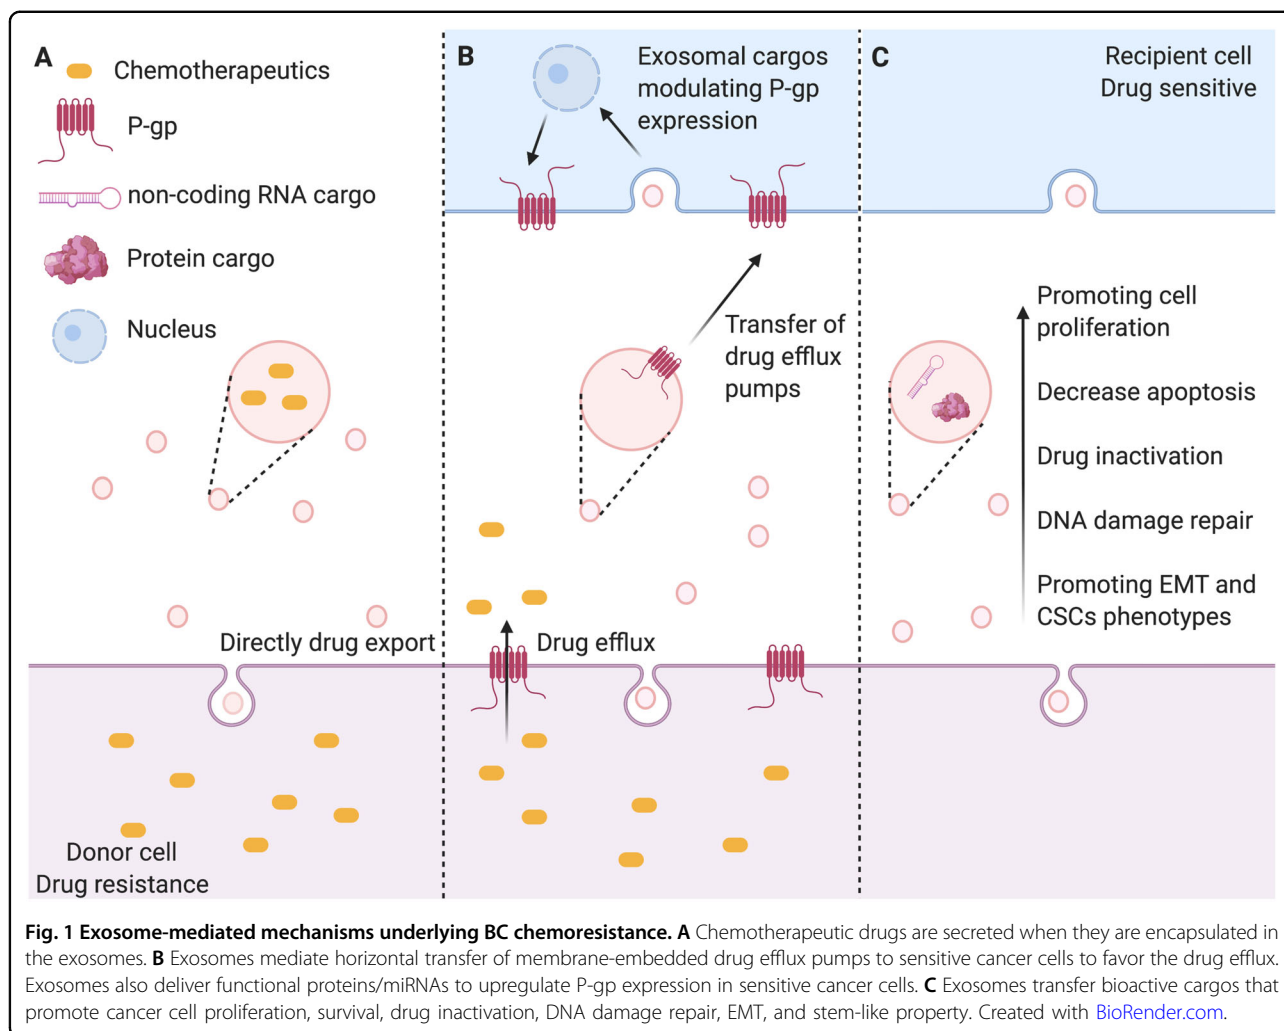 A
Chemotherapeutics
P-gp
non-coding RNA cargo
Protein cargo
Nucleus
Directly drug export
Donor cell
Drug resistance
B
Exosomal cargos
modulating P-gp
expression
Transfer of
drug efflux
pumps
Drug efflux
C
Recipient cell
Drug sensitive
Promoting cell
proliferation
Decrease apoptosis
Drug inactivation
DNA damage repair
Promoting EMT and
CSCs phenotypes
Fig. 1 Exosome-mediated mechanisms underlying BC chemoresistance. A Chemotherapeutic drugs are secreted when they are encapsulated in
the exosomes. B Exosomes mediate horizontal transfer of membrane-embedded drug efflux pumps to sensitive cancer cells to favor the drug efflux.
Exosomes also deliver functional proteins/miRNAs to upregulate P-gp expression in sensitive cancer cells. C Exosomes transfer bioactive cargos that
promote cancer cell proliferation, survival, drug inactivation, DNA damage repair, EMT, and stem-like property. Created with BioRender.com.